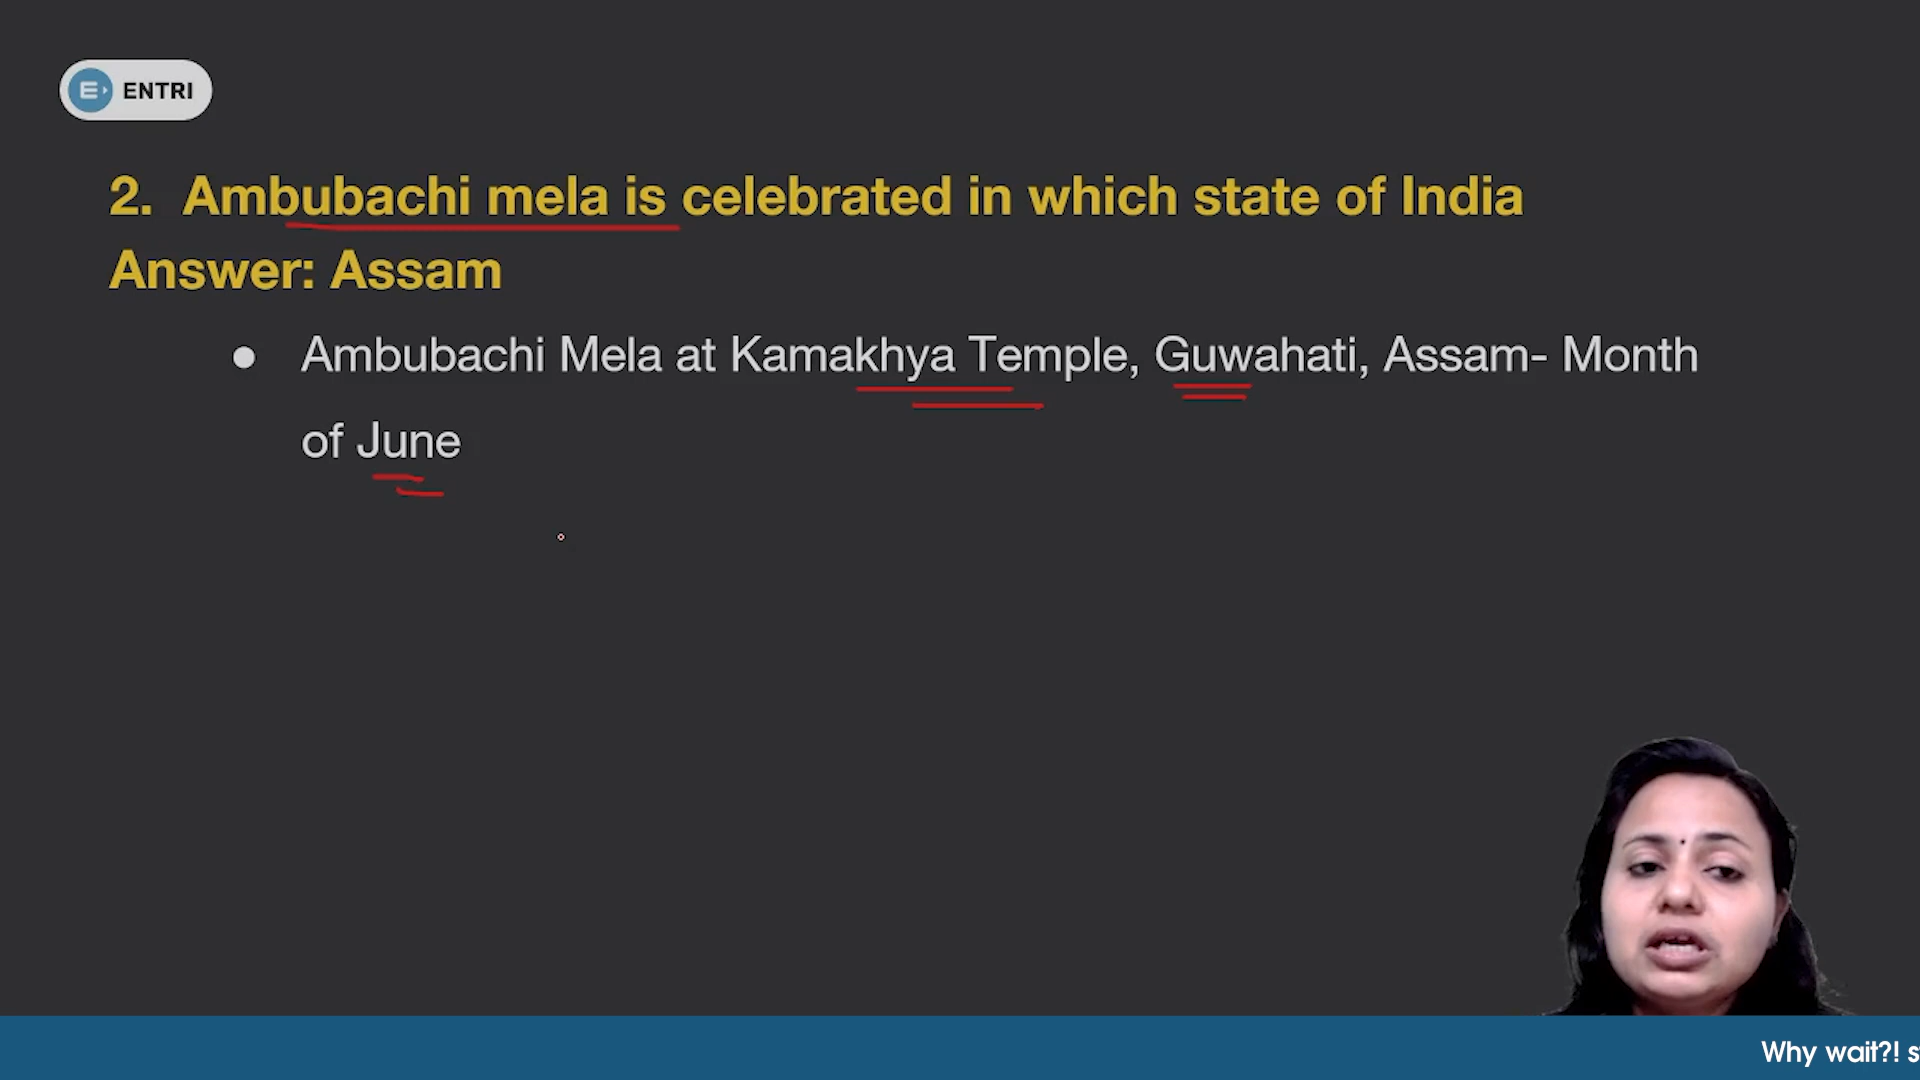 ENTRI
2. Ambubachi mela is celebrated in which state of India
Answer: Assam
● Ambubachi Mela at Kamakhya Temple, Guwahati, Assam- Month
of June
Why wait?!